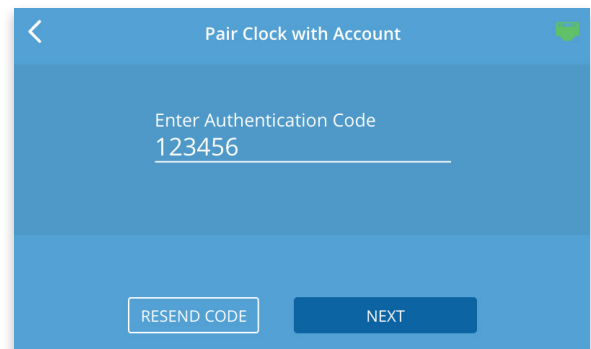 Pair Clock with Account
Enter Authentication Code
123456
RESEND CODE
NEXT